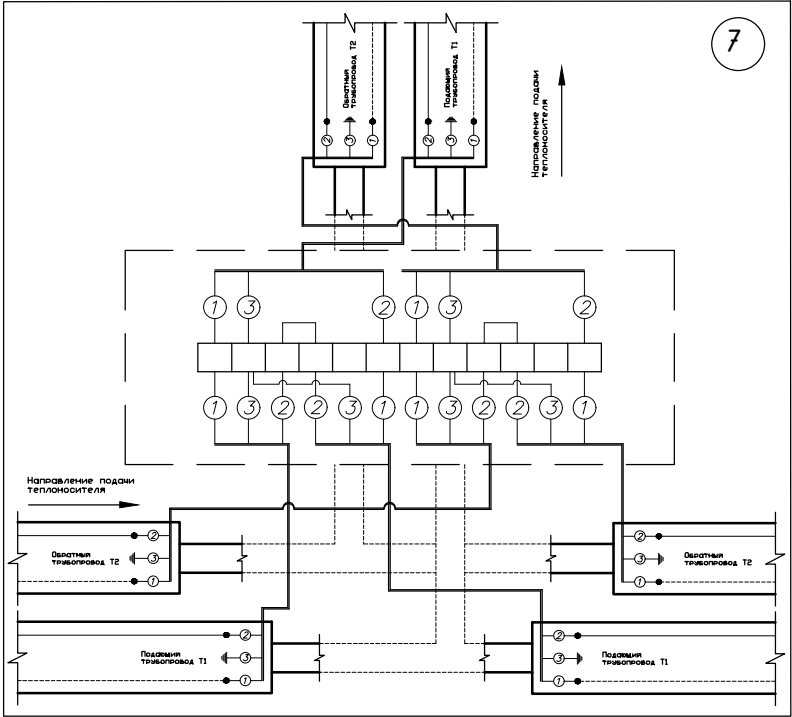 7
Обратный
трубопровод Т2
Подающий
трубопровод Т1
Направление подачи
теплоносителя
2 3 1 2 3 1
1 3 2 1 3 2
1 3 2 2 3 1 1 3 2 2 3 1
Направление подачи
теплоносителя
2
Обратный
трубопровод Т2
3
1
2
3
Обратный
трубопровод Т2
1
2
Подающий
трубопровод Т1
3
1
2
3
Подающий
трубопровод Т1
1